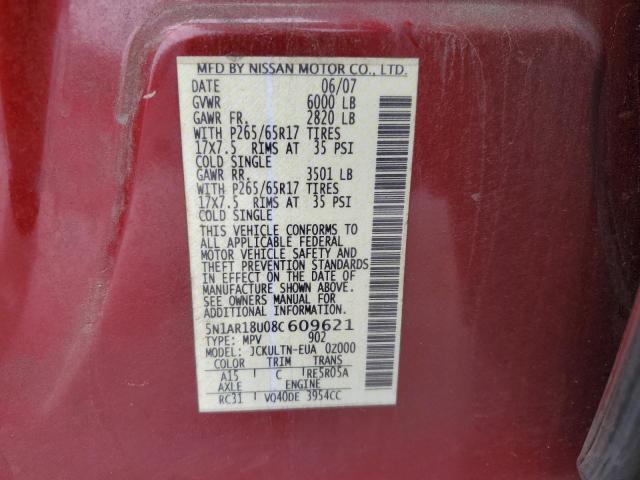 MFD BY NISSAN MOTOR CO., LTD.
DATE 06/07
GVWR 6000 LB
GAWR FR. 2820 LB
WITH P265/65R17 TIRES
17X7.5 RIMS AT 35 PSI
COLD SINGLE
GAWR RR. 3501 LB
WITH P265/65R17 TIRES
17X7.5 RIMS AT 35 PSI
COLD SINGLE
THIS VEHICLE CONFORMS TO
ALL APPLICABLE FEDERAL
MOTOR VEHICLE SAFETY AND
THEFT PREVENTION STANDARDS
IN EFFECT ON THE DATE OF
MANUFACTURE SHOWN ABOVE.
SEE OWNERS MANUAL FOR
ADDITIONAL INFORMATION
5N1AR18U08C609621
TYPE: MPV 902
MODEL: JCKULTN-EUA 0Z000
COLOR TRIM TRANS
A15 C RE5R05A
AXLE ENGINE
RC31 VQ40DE 3954CC